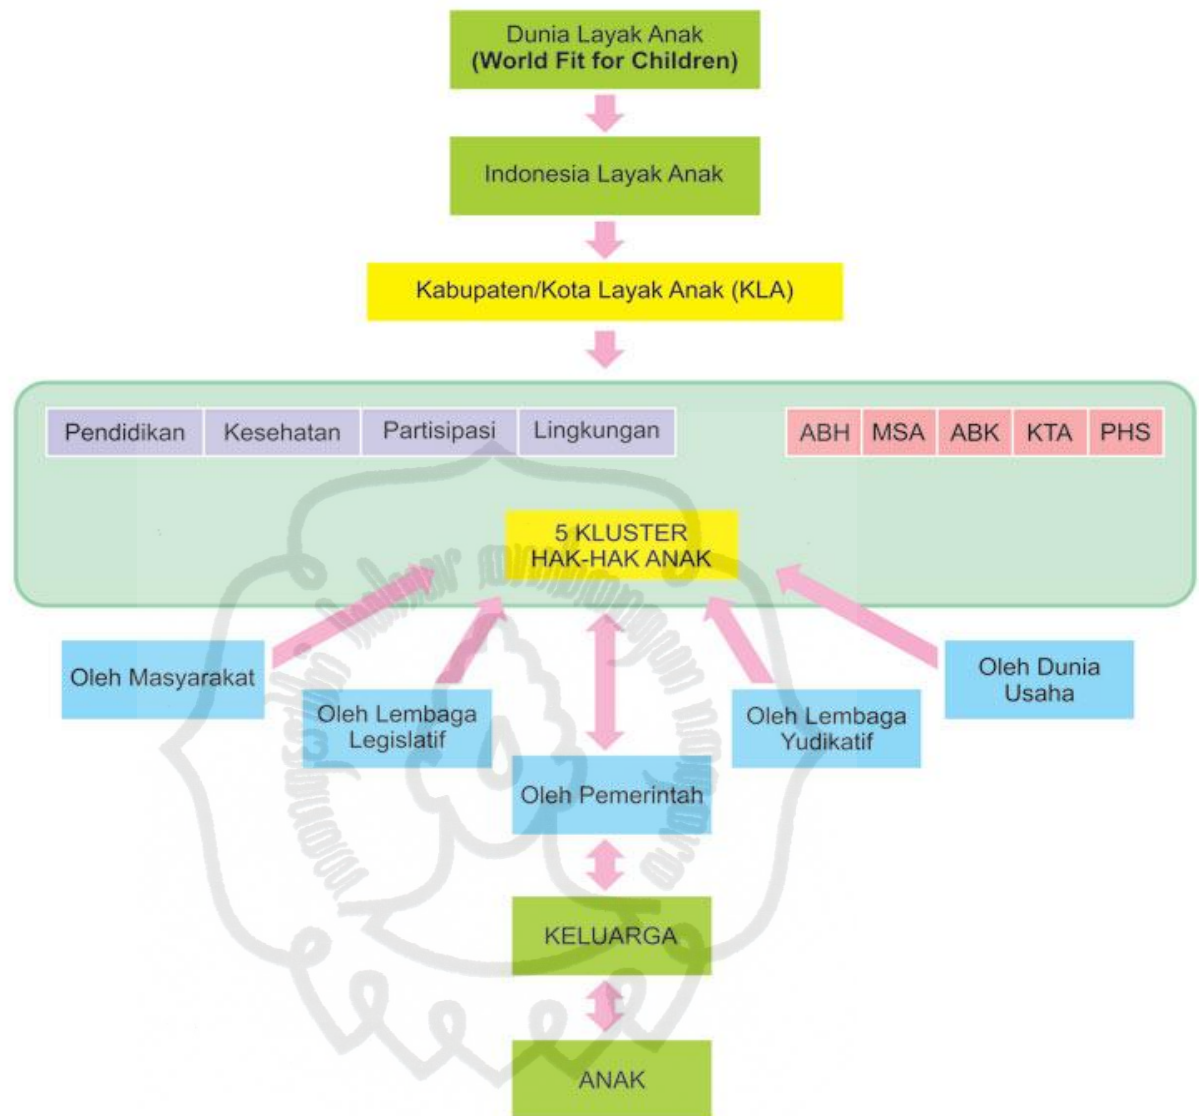 Dunia Layak Anak
(World Fit for Children)
Indonesia Layak Anak
Kabupaten/Kota Layak Anak (KLA)
Pendidikan
Kesehatan
Partisipasi
Lingkungan
ABH
MSA
ABK
KTA
PHS
5 KLUSTER
HAK-HAK ANAK
Oleh Masyarakat
Oleh Lembaga
Legislatif
Oleh Pemerintah
Oleh Lembaga
Yudikatif
Oleh Dunia
Usaha
KELUARGA
ANAK